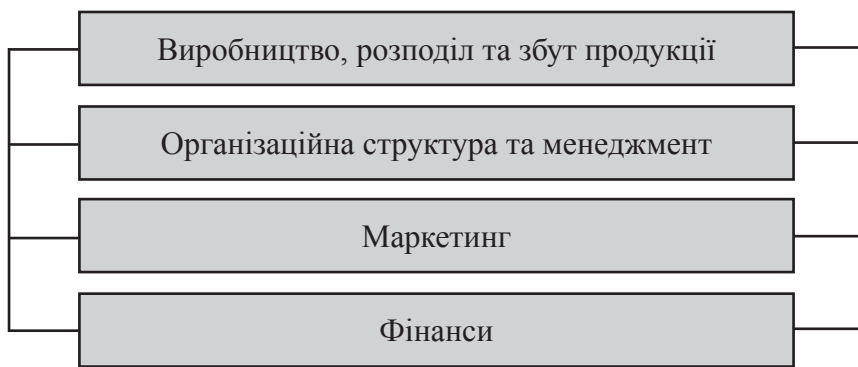 Виробництво, розподіл та збут продукції
Організаційна структура та менеджмент
Маркетинг
Фінанси